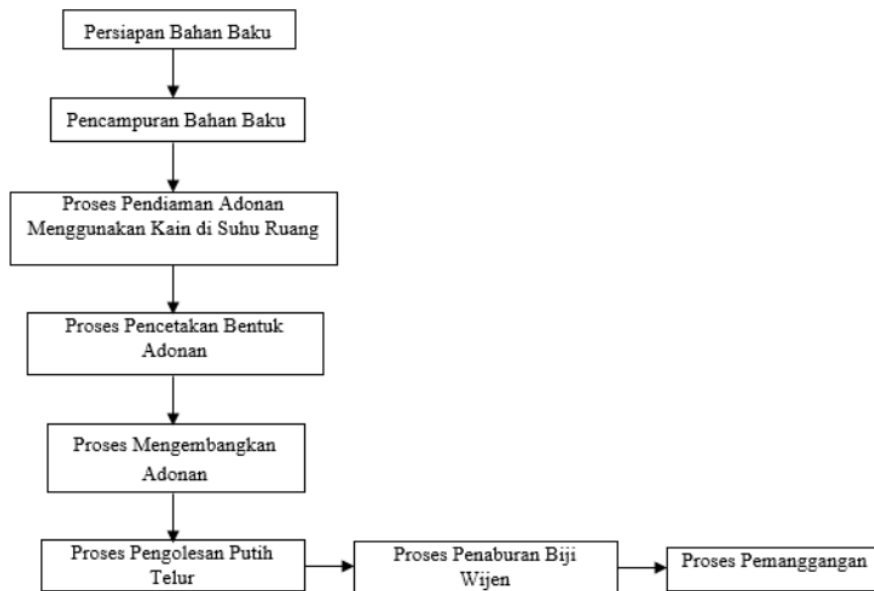 Persiapan Bahan Baku
Pencampuran Bahan Baku
Proses Pendiaman Adonan
Menggunakan Kain di Suhu Ruang
Proses Pencetakan Bentuk
Adonan
Proses Mengembangkan
Adonan
Proses Pengolesan Putih
Telur
Proses Penaburan Biji
Wijen
Proses Pemanggangan